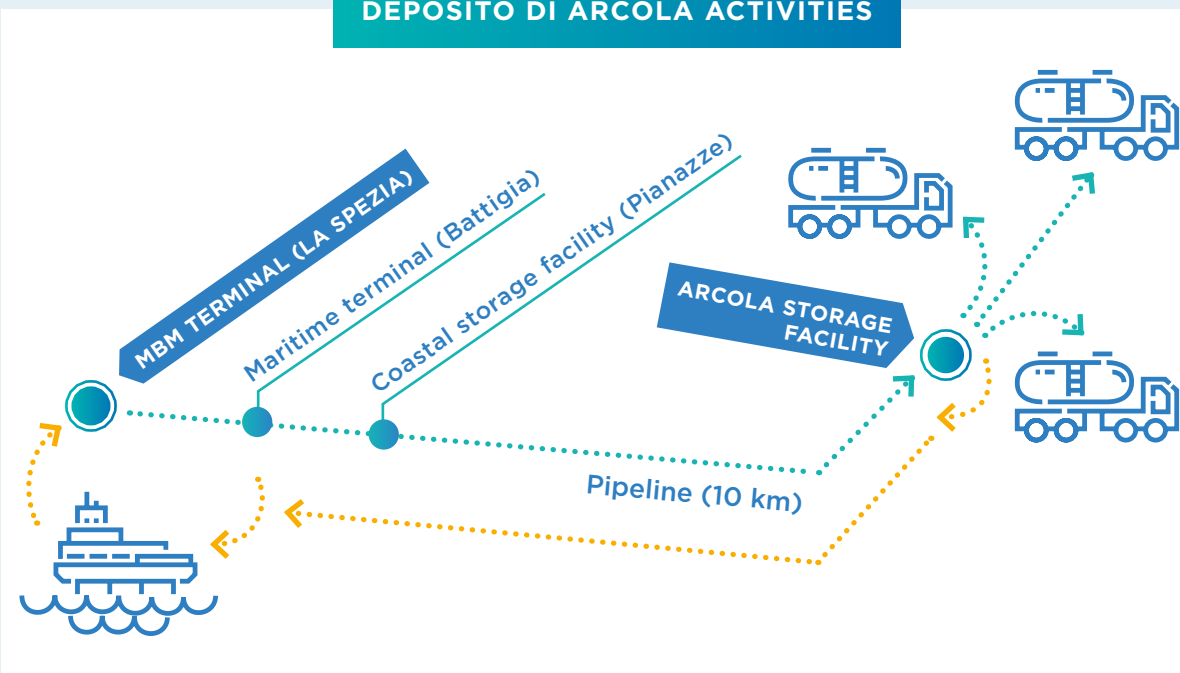 DEPOSITO DI ARCOLA ACTIVITIES
MBM TERMINAL (LA SPEZIA)
Maritime terminal (Battigia)
Coastal storage facility (Pianazze)
ARCOLA STORAGE
FACILITY
Pipeline (10 km)